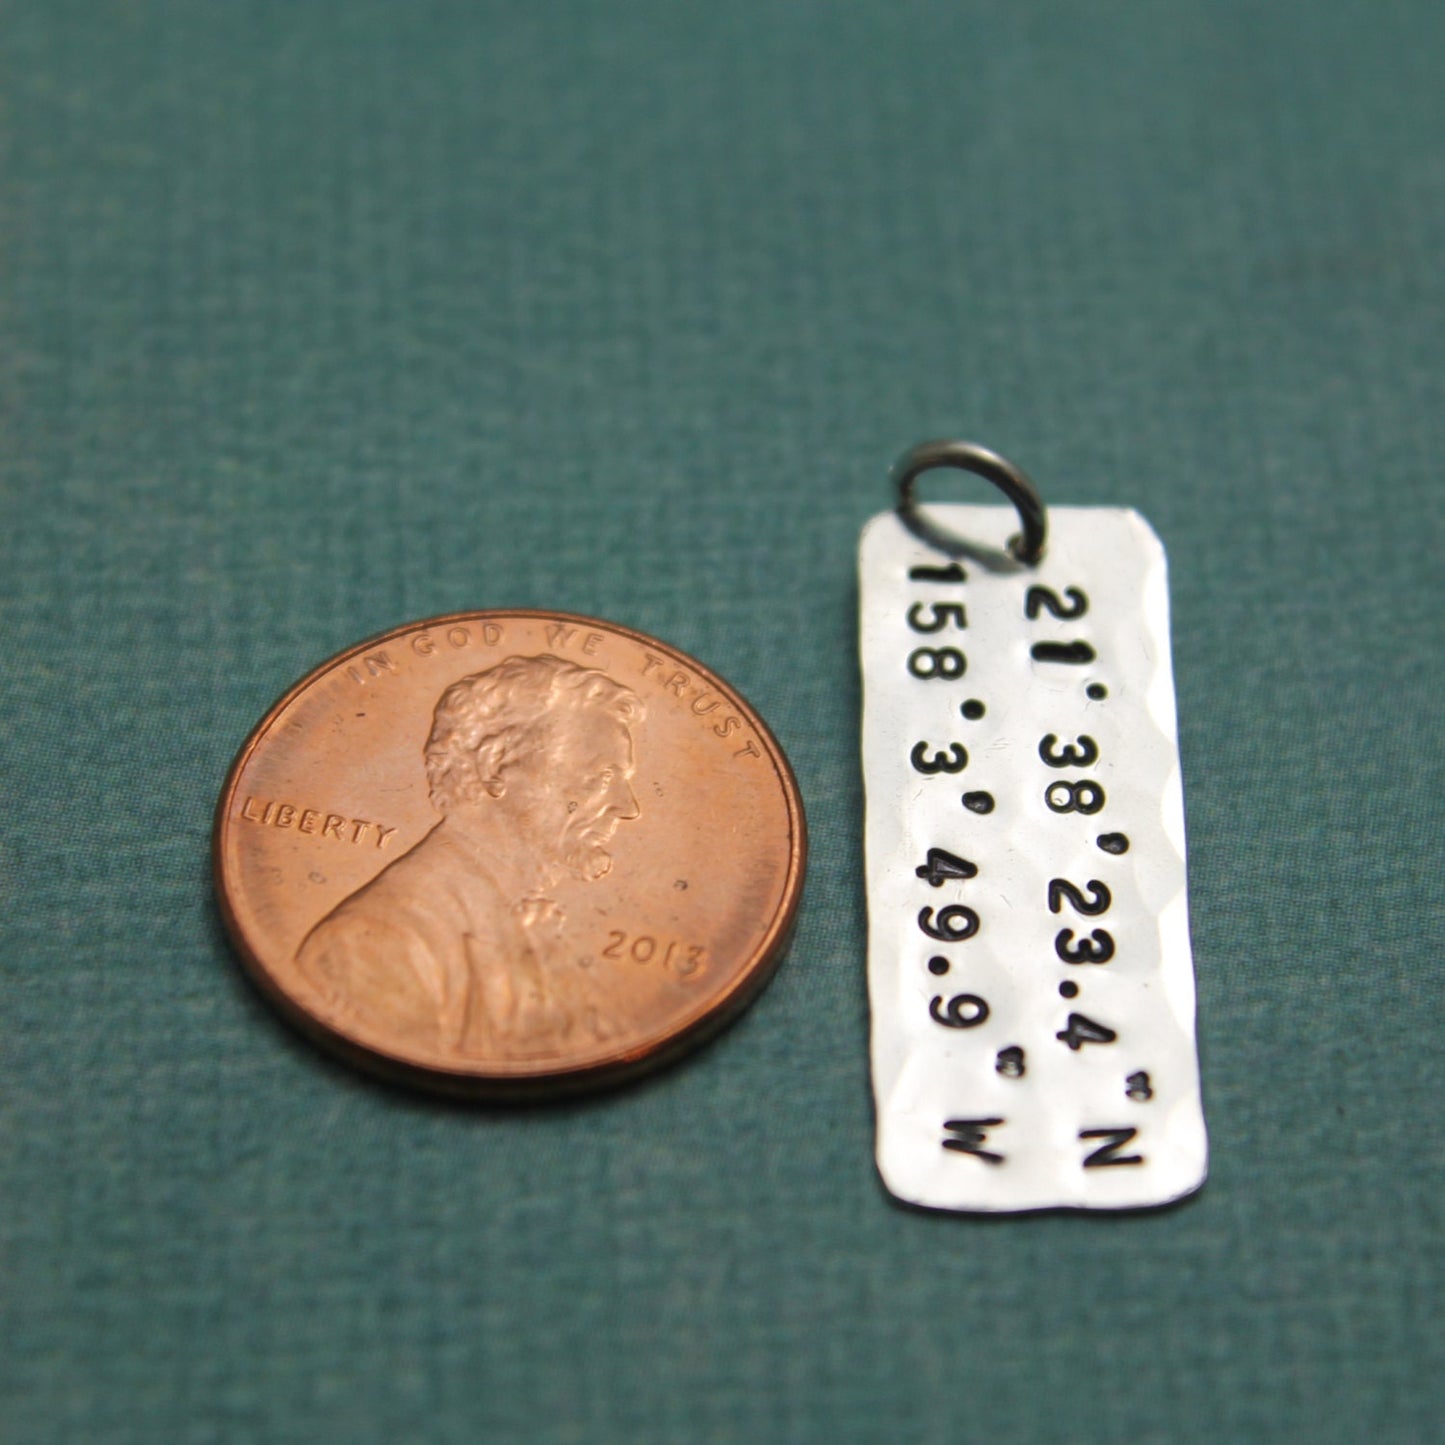 IN GOD WE TRUST
LIBERTY
2013
21• 38'23.4"N
158• 3' 49.9" W